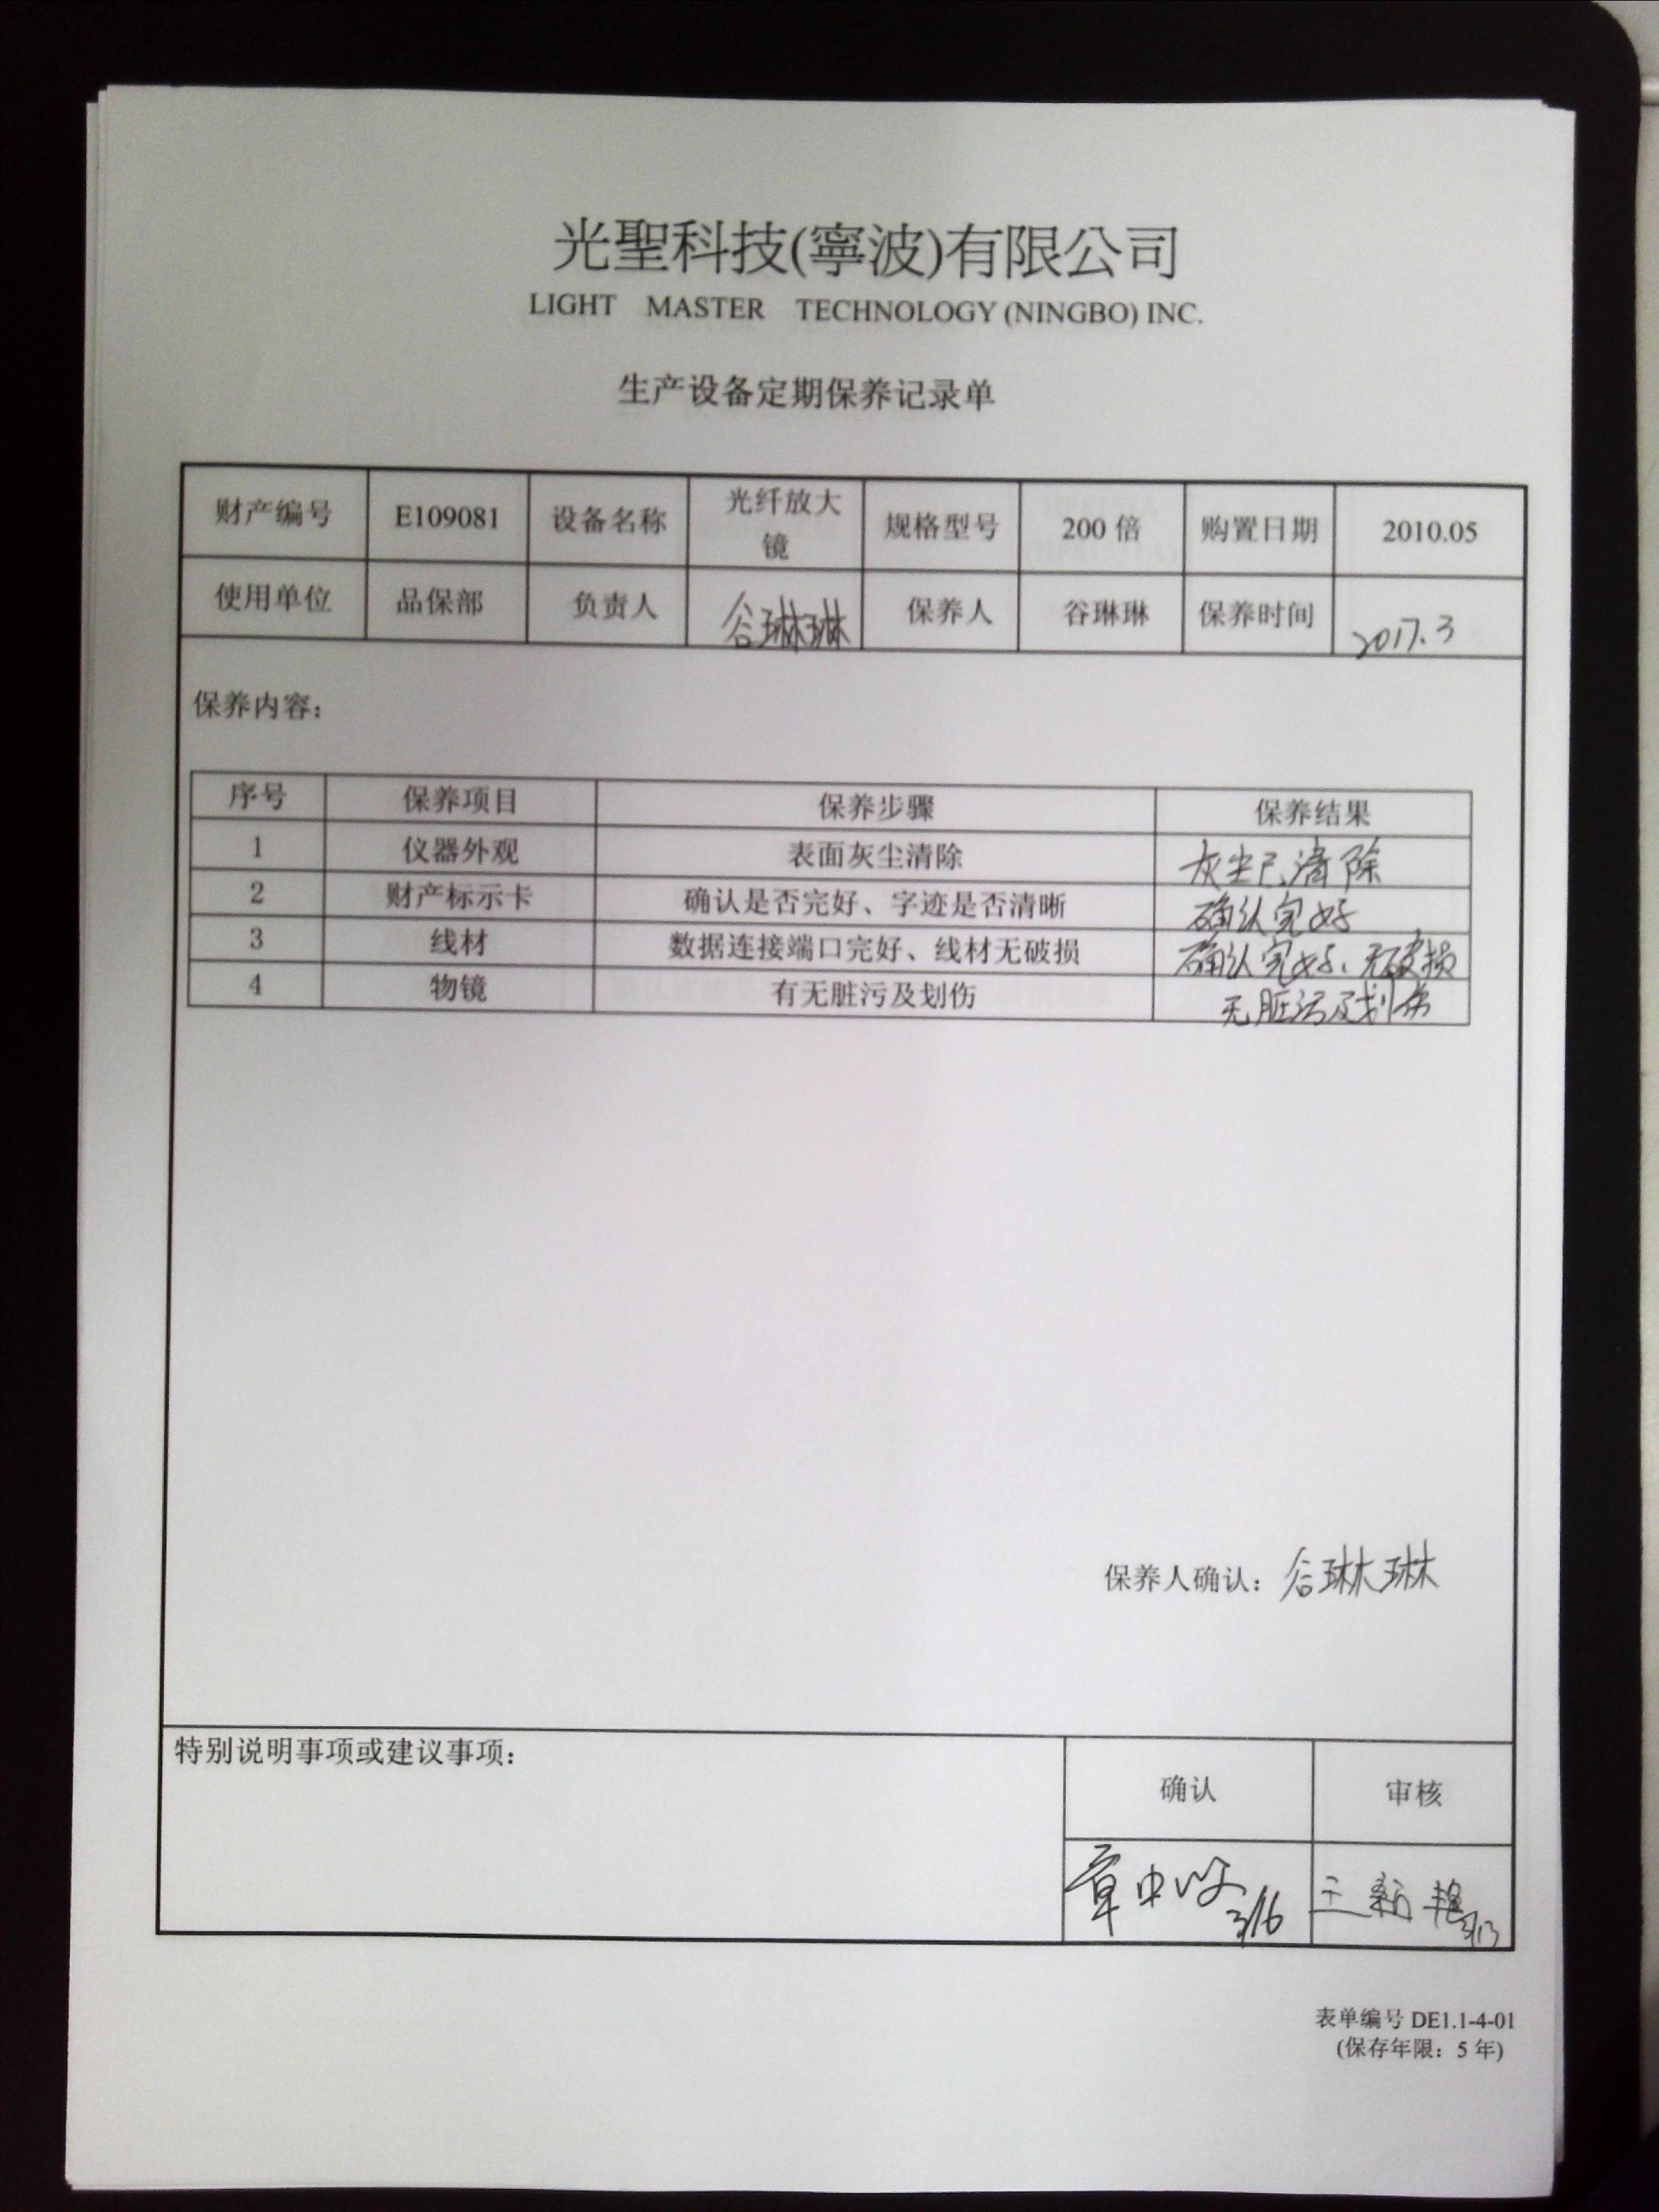 光聖科技(寧波)有限公司
LIGHT MASTER TECHNOLOGY (NINGBO) INC.
生产设备定期保养记录单
财产编号 E109081 设备名称 光纤放大镜 规格型号 200 倍 购置日期 2010.05
使用单位 品保部 负责人 谷琳琳 保养人 谷琳琳 保养时间 2017.3
保养内容：
序号 保养项目 保养步骤 保养结果
1 仪器外观 表面灰尘清除 灰尘已清除
2 财产标示卡 确认是否完好、字迹是否清晰 确认完好
3 线材 数据连接端口完好、线材无破损 确认完好、无破损
4 物镜 有无脏污及划伤 无脏污及划伤
保养人确认：谷琳琳
特别说明事项或建议事项：
确认 审核
章中 3/16 王新艳 3/13
表单编号 DE1.1-4-01
(保存年限：5 年)